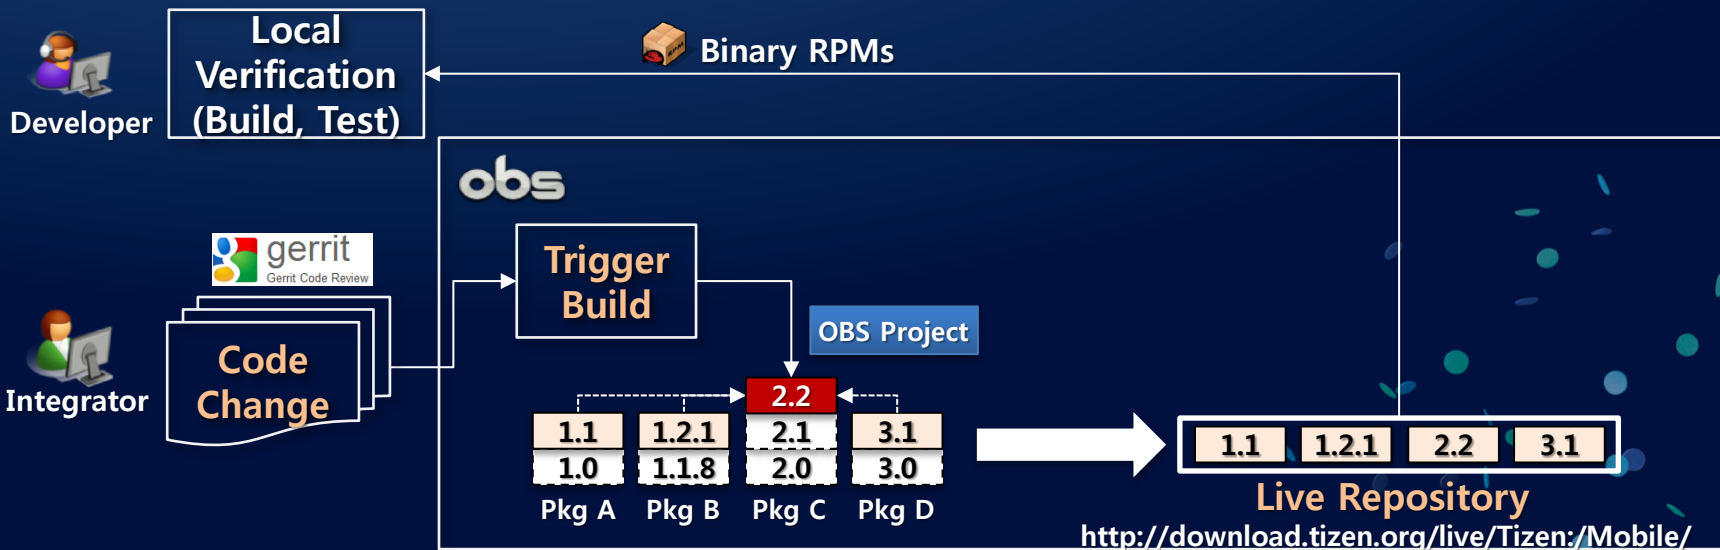 Local
Verification
(Build, Test)
Developer
RPM
Binary RPMs
obs
gerrit
Gerrit Code Review
Code
Change
Integrator
Trigger
Build
OBS Project
2.2
1.1 1.2.1 2.1 3.1
1.0 1.1.8 2.0 3.0
Pkg A Pkg B Pkg C Pkg D
1.1 1.2.1 2.2 3.1
Live Repository
http://download.tizen.org/live/Tizen:/Mobile/